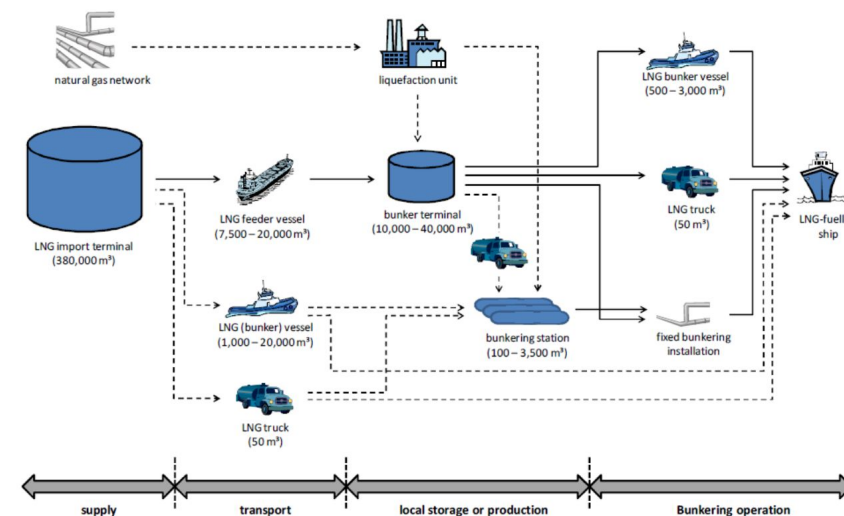 natural gas network
liquefaction unit
LNG bunker vessel
(500 – 3,000 m³)
LNG import terminal
(380,000 m³)
LNG feeder vessel
(7,500 – 20,000 m³)
bunker terminal
(10,000 – 40,000 m³)
LNG truck
(50 m³)
LNG-fuell
ship
LNG (bunker) vessel
(1,000 – 20,000 m³)
bunkering station
(100 – 3,500 m³)
fixed bunkering
installation
LNG truck
(50 m³)
supply
transport
local storage or production
Bunkering operation